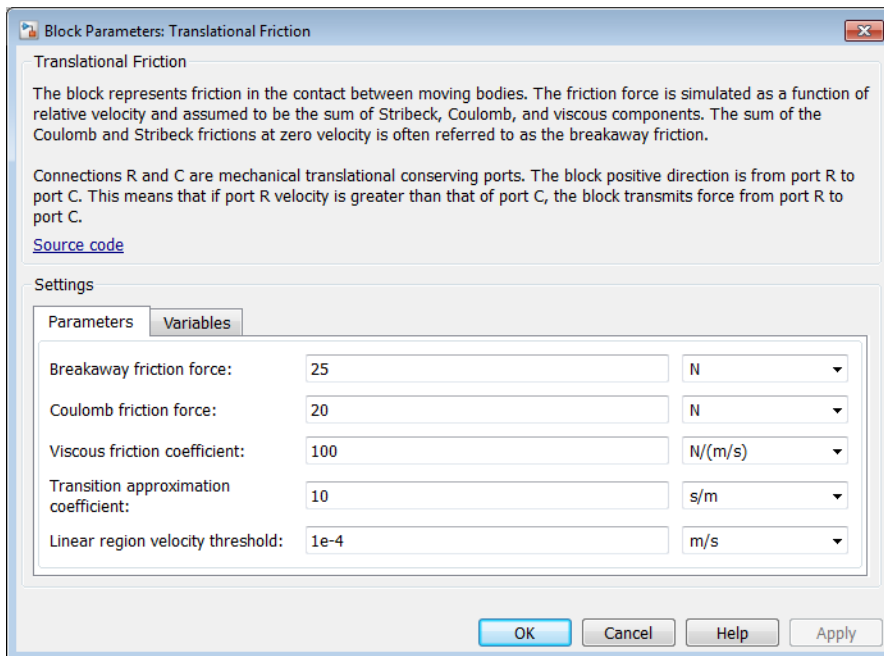 Block Parameters: Translational Friction
Translational Friction
The block represents friction in the contact between moving bodies. The friction force is simulated as a function of
relative velocity and assumed to be the sum of Stribeck, Coulomb, and viscous components. The sum of the
Coulomb and Stribeck frictions at zero velocity is often referred to as the breakaway friction.
Connections R and C are mechanical translational conserving ports. The block positive direction is from port R to
port C. This means that if port R velocity is greater than that of port C, the block transmits force from port R to
port C.
Source code
Settings
Parameters Variables
Breakaway friction force: 25 N
Coulomb friction force: 20 N
Viscous friction coefficient: 100 N/(m/s)
Transition approximation
coefficient: 10 s/m
Linear region velocity threshold: 1e-4 m/s
OK Cancel Help Apply